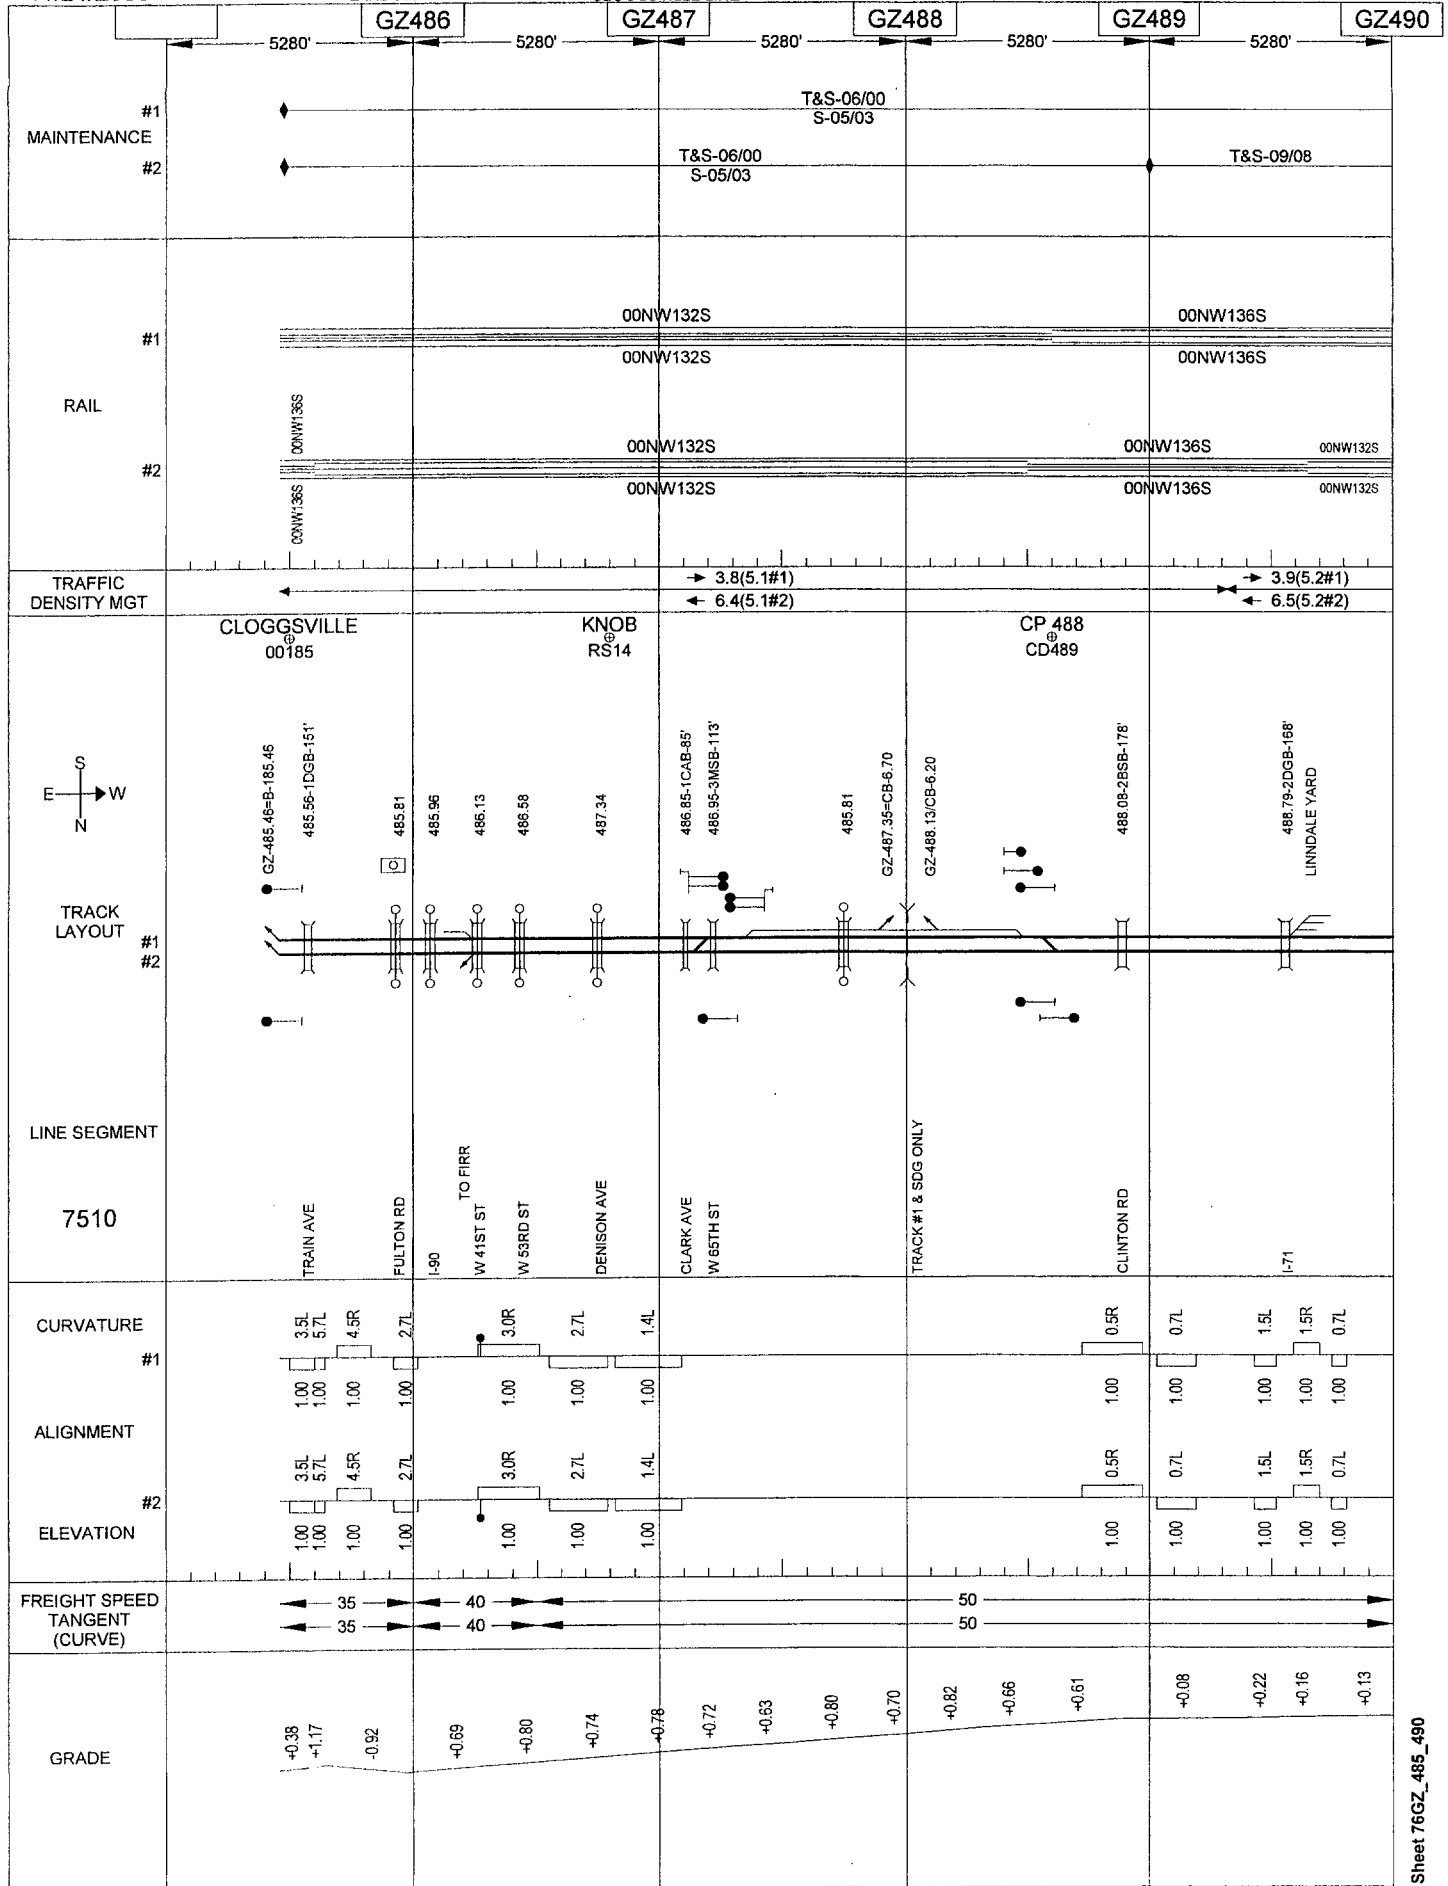 GZ486 GZ487 GZ488 GZ489 GZ490
5280' 5280' 5280' 5280' 5280'
MAINTENANCE
#1
T&S-06/00
S-05/03
#2
T&S-06/00
S-05/03
T&S-09/08
RAIL
#1
00NW132S 00NW136S
00NW132S 00NW136S
#2
00NW136S 00NW132S 00NW136S 00NW132S
00NW136S 00NW132S 00NW136S 00NW132S
TRAFFIC
DENSITY MGT
3.8(5.1#1) 3.9(5.2#1)
6.4(5.1#2) 6.5(5.2#2)
CLOGGSVILLE KNOB CP 488
00185 RS14 CD489
S
E W
N
GZ-485.46=B-185.46
485.56-1DGB-151'
485.81
485.96
486.13
486.58
487.34
486.85-1CAB-85'
486.95-3MSB-113'
485.81
GZ-487.35=CB-6.70
GZ-488.13/CB-6.20
488.08-2BSB-178'
488.79-2DGB-168'
LINNDALE YARD
TRACK
LAYOUT
#1
#2
LINE SEGMENT
7510
TRAIN AVE
FULTON RD
I-90
TO FIRR
W 41ST ST
W 53RD ST
DENISON AVE
CLARK AVE
W 65TH ST
TRACK #1 & SDG ONLY
CLINTON RD
I-71
CURVATURE
#1
3.5L 5.7L 4.5R 2.7L 3.0R 2.7L 1.4L 0.5R 0.7L 1.5L 1.5R 0.7L
1.00 1.00 1.00 1.00 1.00 1.00 1.00 1.00 1.00 1.00 1.00 1.00
ALIGNMENT
#2
3.5L 5.7L 4.5R 2.7L 3.0R 2.7L 1.4L 0.5R 0.7L 1.5L 1.5R 0.7L
1.00 1.00 1.00 1.00 1.00 1.00 1.00 1.00 1.00 1.00 1.00 1.00
ELEVATION
FREIGHT SPEED
TANGENT
(CURVE)
35 40 50
35 40 50
GRADE
+0.38 +1.17 -0.92 +0.69 +0.80 +0.74 +0.78 +0.72 +0.63 +0.80 +0.70 +0.82 +0.66 +0.61 +0.08 +0.22 +0.16 +0.13
Sheet 76GZ_485_490